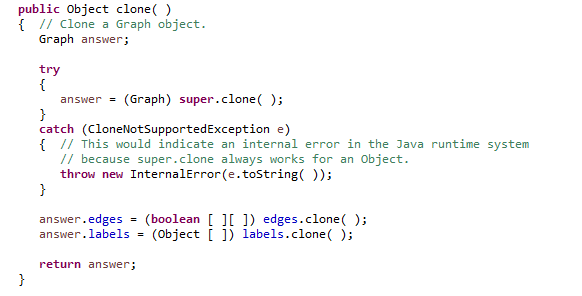 public Object clone( )
{  // Clone a Graph object.
   Graph answer;

   try
   {
      answer = (Graph) super.clone( );
   }
   catch (CloneNotSupportedException e)
   {  // This would indicate an internal error in the Java runtime system
      // because super.clone always works for an Object.
      throw new InternalError(e.toString( ));
   }

   answer.edges = (boolean [ ][ ]) edges.clone( );
   answer.labels = (Object [ ]) labels.clone( );

   return answer;
}